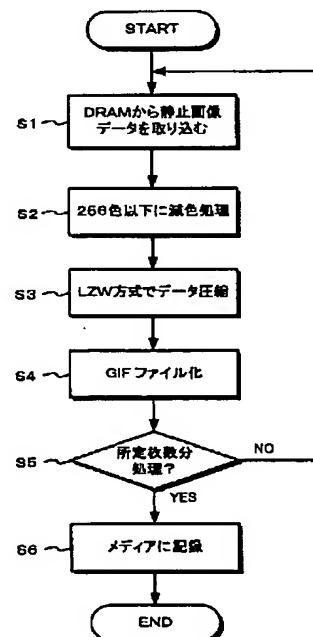 START
S1
DRAMから静止画像
データを取り込む
S2
256色以下に減色処理
S3
LZW方式でデータ圧縮
S4
GIFファイル化
S5
所定枚数分
処理?
NO
YES
S6
メディアに記録
END